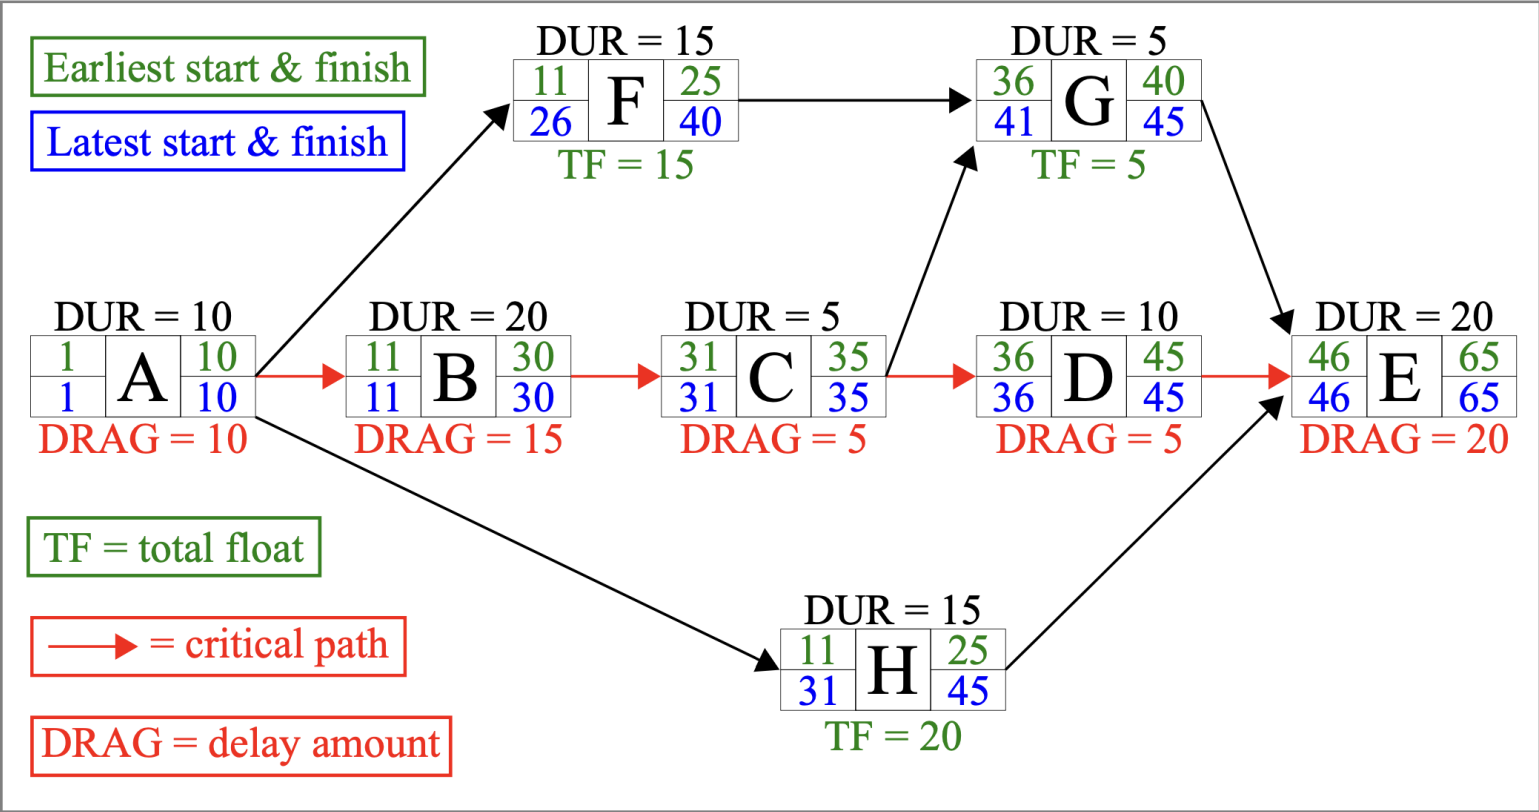 Earliest start & finish
Latest start & finish
DUR = 15
11 F 25
26 40
TF = 15
DUR = 5
36 G 40
41 45
TF = 5
DUR = 10
1 A 10
1 10
DRAG = 10
DUR = 20
11 B 30
11 30
DRAG = 15
DUR = 5
31 C 35
31 35
DRAG = 5
DUR = 10
36 D 45
36 45
DRAG = 5
DUR = 20
46 E 65
46 65
DRAG = 20
TF = total float
= critical path
DRAG = delay amount
DUR = 15
11 H 25
31 45
TF = 20